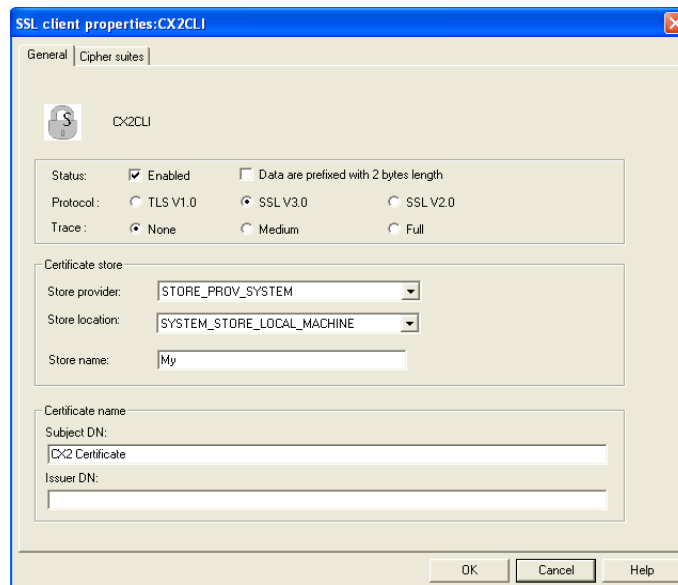 SSL client properties:CX2CLI
General Cipher suites
S
CX2CLI
Status: Enabled Data are prefixed with 2 bytes length
Protocol : TLS V1.0 SSL V3.0 SSL V2.0
Trace : None Medium Full
Certificate store
Store provider: STORE_PROV_SYSTEM
Store location: SYSTEM_STORE_LOCAL_MACHINE
Store name: My
Certificate name
Subject DN:
CX2 Certificate
Issuer DN:
OK Cancel Help